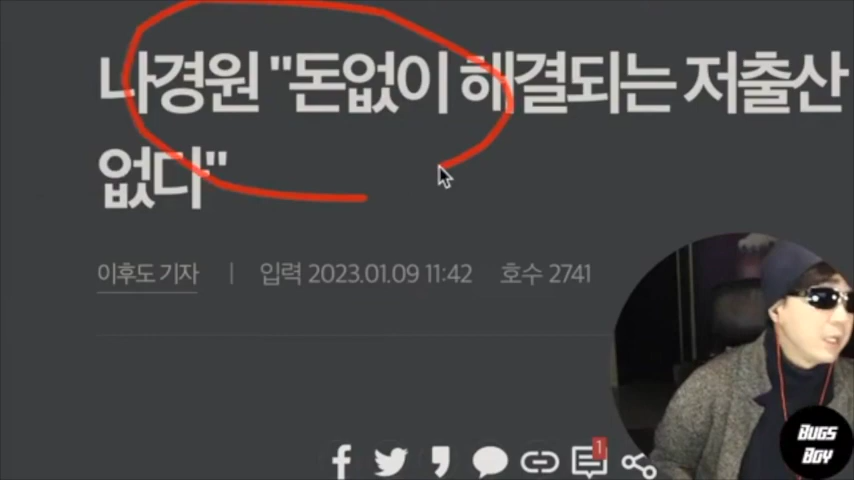 나경원 "돈없이 해결되는 저출산
없다"
이후도 기자 | 입력 2023.01.09 11:42 호수 2741
1
BUGS
BOY